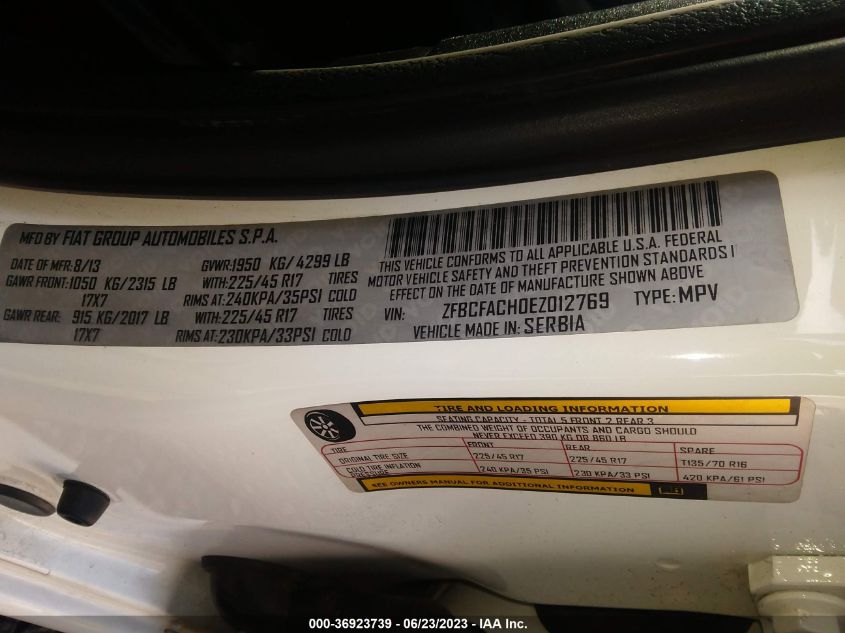 MFD BY FIAT GROUP AUTOMOBILES S.P.A.
DATE OF MFR: 8/13 GVWR: 1950 KG/ 4299 LB
GAWR FRONT: 1050 KG/ 2315 LB WITH: 225/45 R17 TIRES
17X7 RIMS AT: 240KPA/35PSI COLD
GAWR REAR: 915 KG/ 2017 LB WITH: 225/45 R17 TIRES
17X7 RIMS AT: 230KPA/33PSI COLD
THIS VEHICLE CONFORMS TO ALL APPLICABLE U.S.A. FEDERAL
MOTOR VEHICLE SAFETY AND THEFT PREVENTION STANDARDS I
EFFECT ON THE DATE OF MANUFACTURE SHOWN ABOVE
VIN: ZFBCFACH0EZ012769 TYPE: MPV
VEHICLE MADE IN: SERBIA
TIRE AND LOADING INFORMATION
SEATING CAPACITY - TOTAL 5 FRONT 2 REAR 3
THE COMBINED WEIGHT OF OCCUPANTS AND CARGO SHOULD
NEVER EXCEED 390 KG OR 860 LB
TIRE FRONT REAR SPARE
ORIGINAL TIRE SIZE 225/45 R17 225/45 R17 T135/70 R16
COLD TIRE INFLATION PRESSURE 240 KPA/35 PSI 230 KPA/33 PSI 420 KPA/61 PSI
SEE OWNERS MANUAL FOR ADDITIONAL INFORMATION
000-36923739 - 06/23/2023 - IAA Inc.